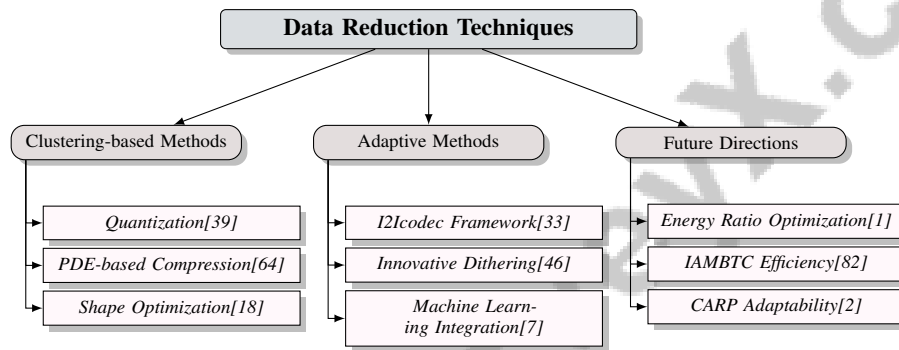 Data Reduction Techniques
Clustering-based Methods
Adaptive Methods
Future Directions
Quantization[39]
PDE-based Compression[64]
Shape Optimization[18]
I2Icodec Framework[33]
Innovative Dithering[46]
Machine Learn-
ing Integration[7]
Energy Ratio Optimization[1]
IAMBTC Efficiency[82]
CARP Adaptability[2]